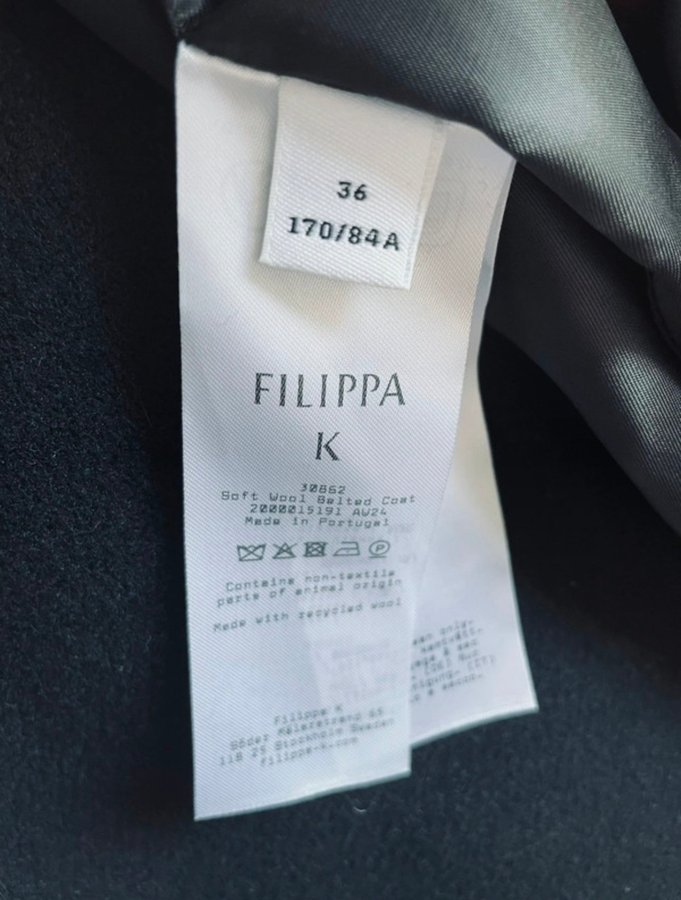 36
170/84A
FILIPPA
K
30862
Soft Wool Belted Coat
2000015191 AW24
Made in Portugal
Contains non-textile
parts of animal origin
Made with recycled wool
Filippa K
Söder Mälarstrand 65
118 25 Stockholm Sweden
filippa-k.com